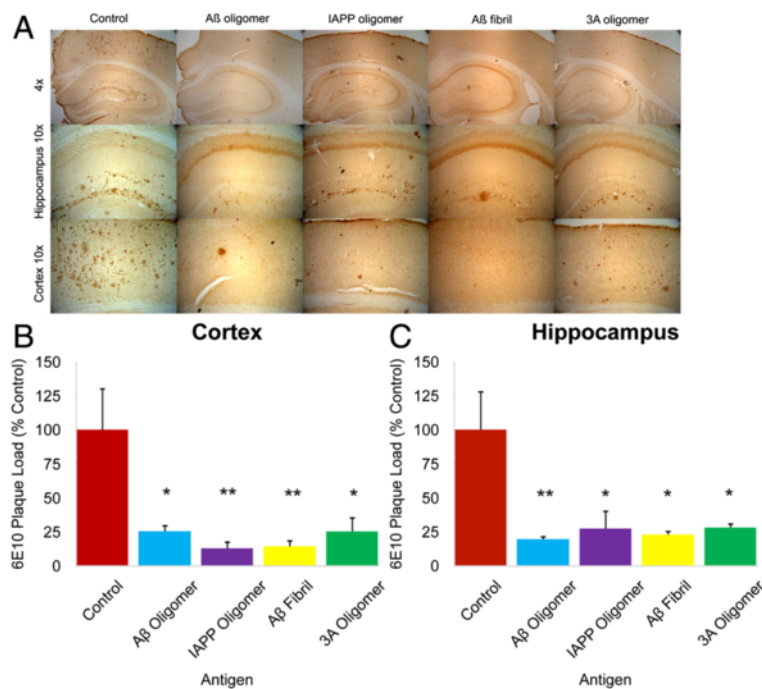 A
Control
Aß oligomer
IAPP oligomer
Aß fibril
3A oligomer
4x
Hippocampus 10x
Cortex 10x
B
Cortex
6E10 Plaque Load (% Control)
150
125
100
75
50
25
0
*
**
**
*
Control
Aß Oligomer
IAPP Oligomer
Aß Fibril
3A Oligomer
Antigen
C
Hippocampus
6E10 Plaque Load (% Control)
150
125
100
75
50
25
0
**
*
*
*
Control
Aß Oligomer
IAPP Oligomer
Aß Fibril
3A Oligomer
Antigen